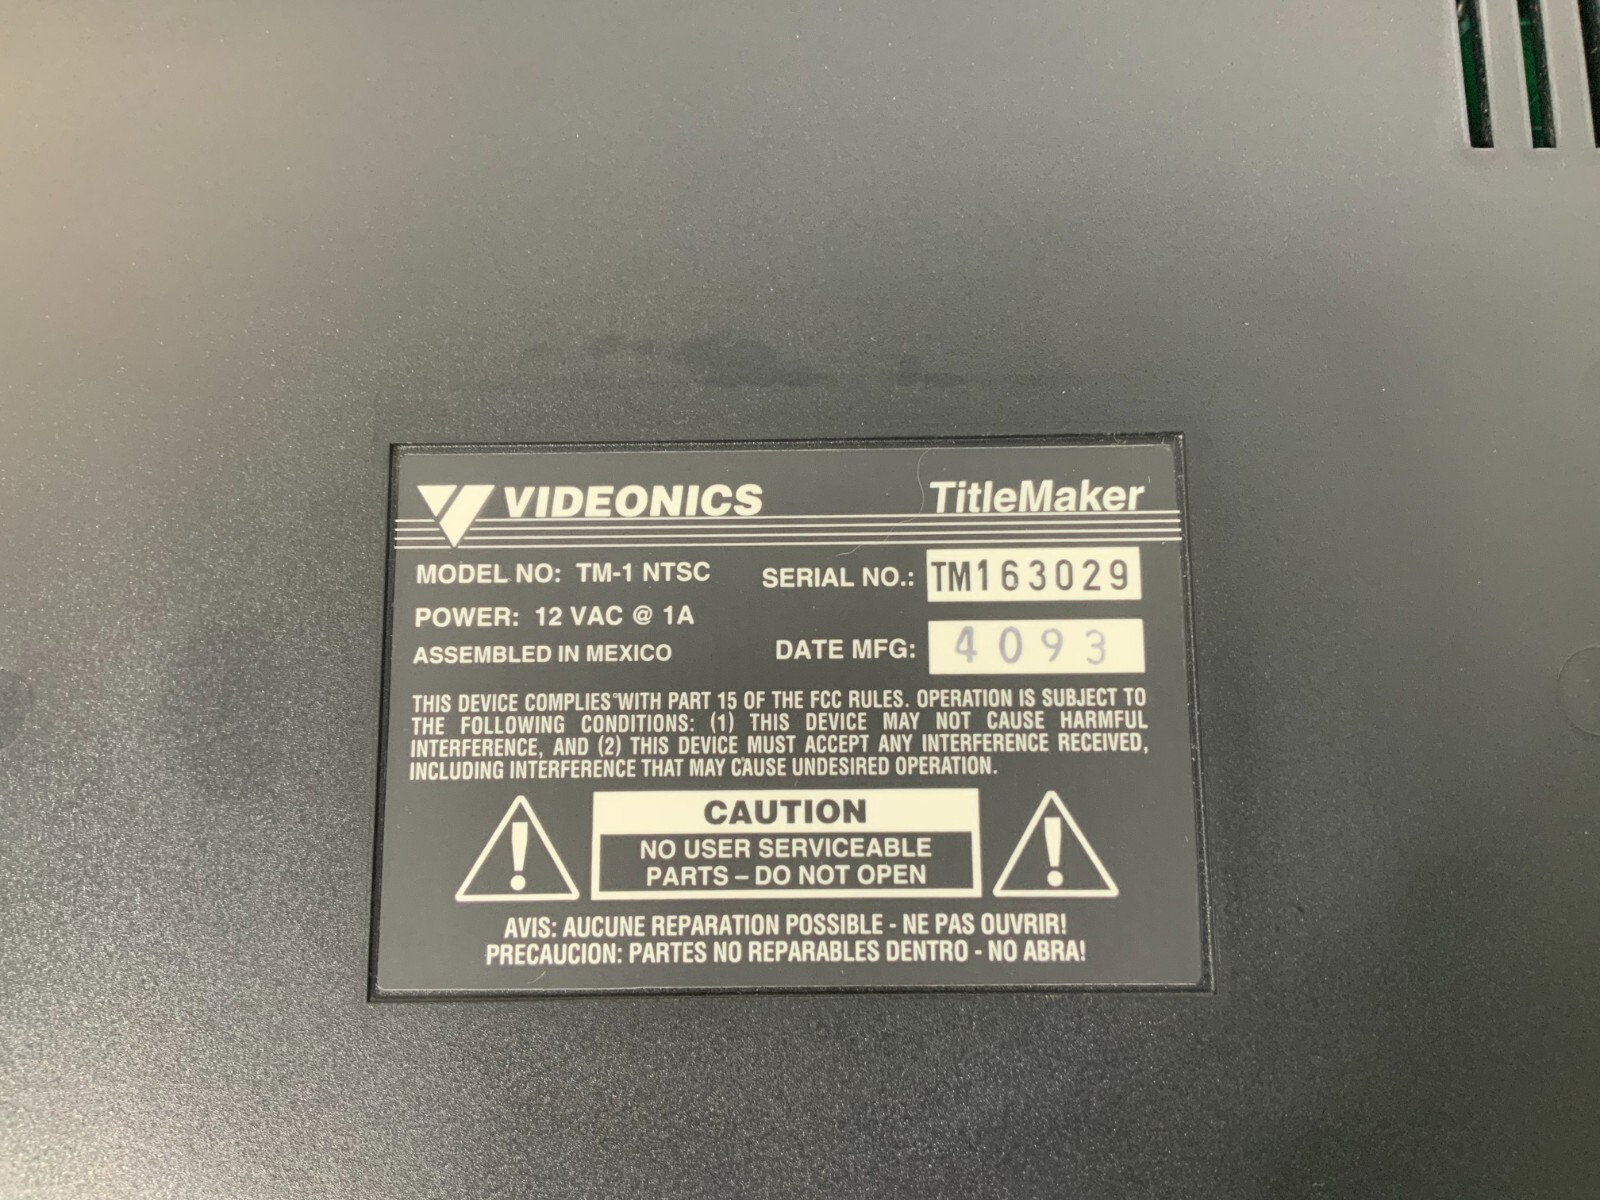 VIDEONICS TitleMaker
MODEL NO: TM-1 NTSC SERIAL NO.: TM163029
POWER: 12 VAC @ 1A
ASSEMBLED IN MEXICO DATE MFG: 4093
THIS DEVICE COMPLIES WITH PART 15 OF THE FCC RULES. OPERATION IS SUBJECT TO
THE FOLLOWING CONDITIONS: (1) THIS DEVICE MAY NOT CAUSE HARMFUL
INTERFERENCE, AND (2) THIS DEVICE MUST ACCEPT ANY INTERFERENCE RECEIVED,
INCLUDING INTERFERENCE THAT MAY CAUSE UNDESIRED OPERATION.
CAUTION
NO USER SERVICEABLE
PARTS – DO NOT OPEN
AVIS: AUCUNE REPARATION POSSIBLE - NE PAS OUVRIR!
PRECAUCION: PARTES NO REPARABLES DENTRO - NO ABRA!